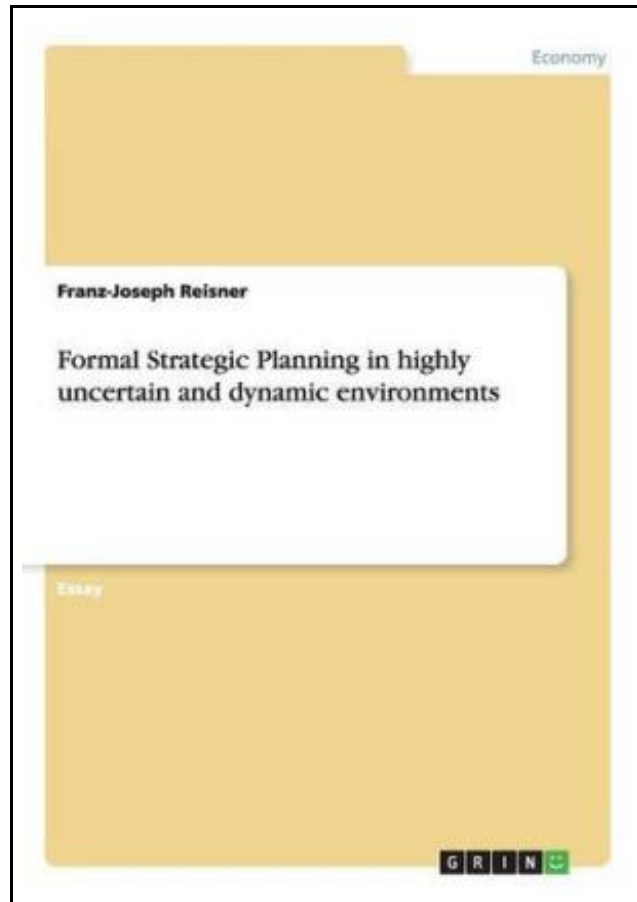 Economy
Franz-Joseph Reisner
Formal Strategic Planning in highly
uncertain and dynamic environments
Essay
GRIN